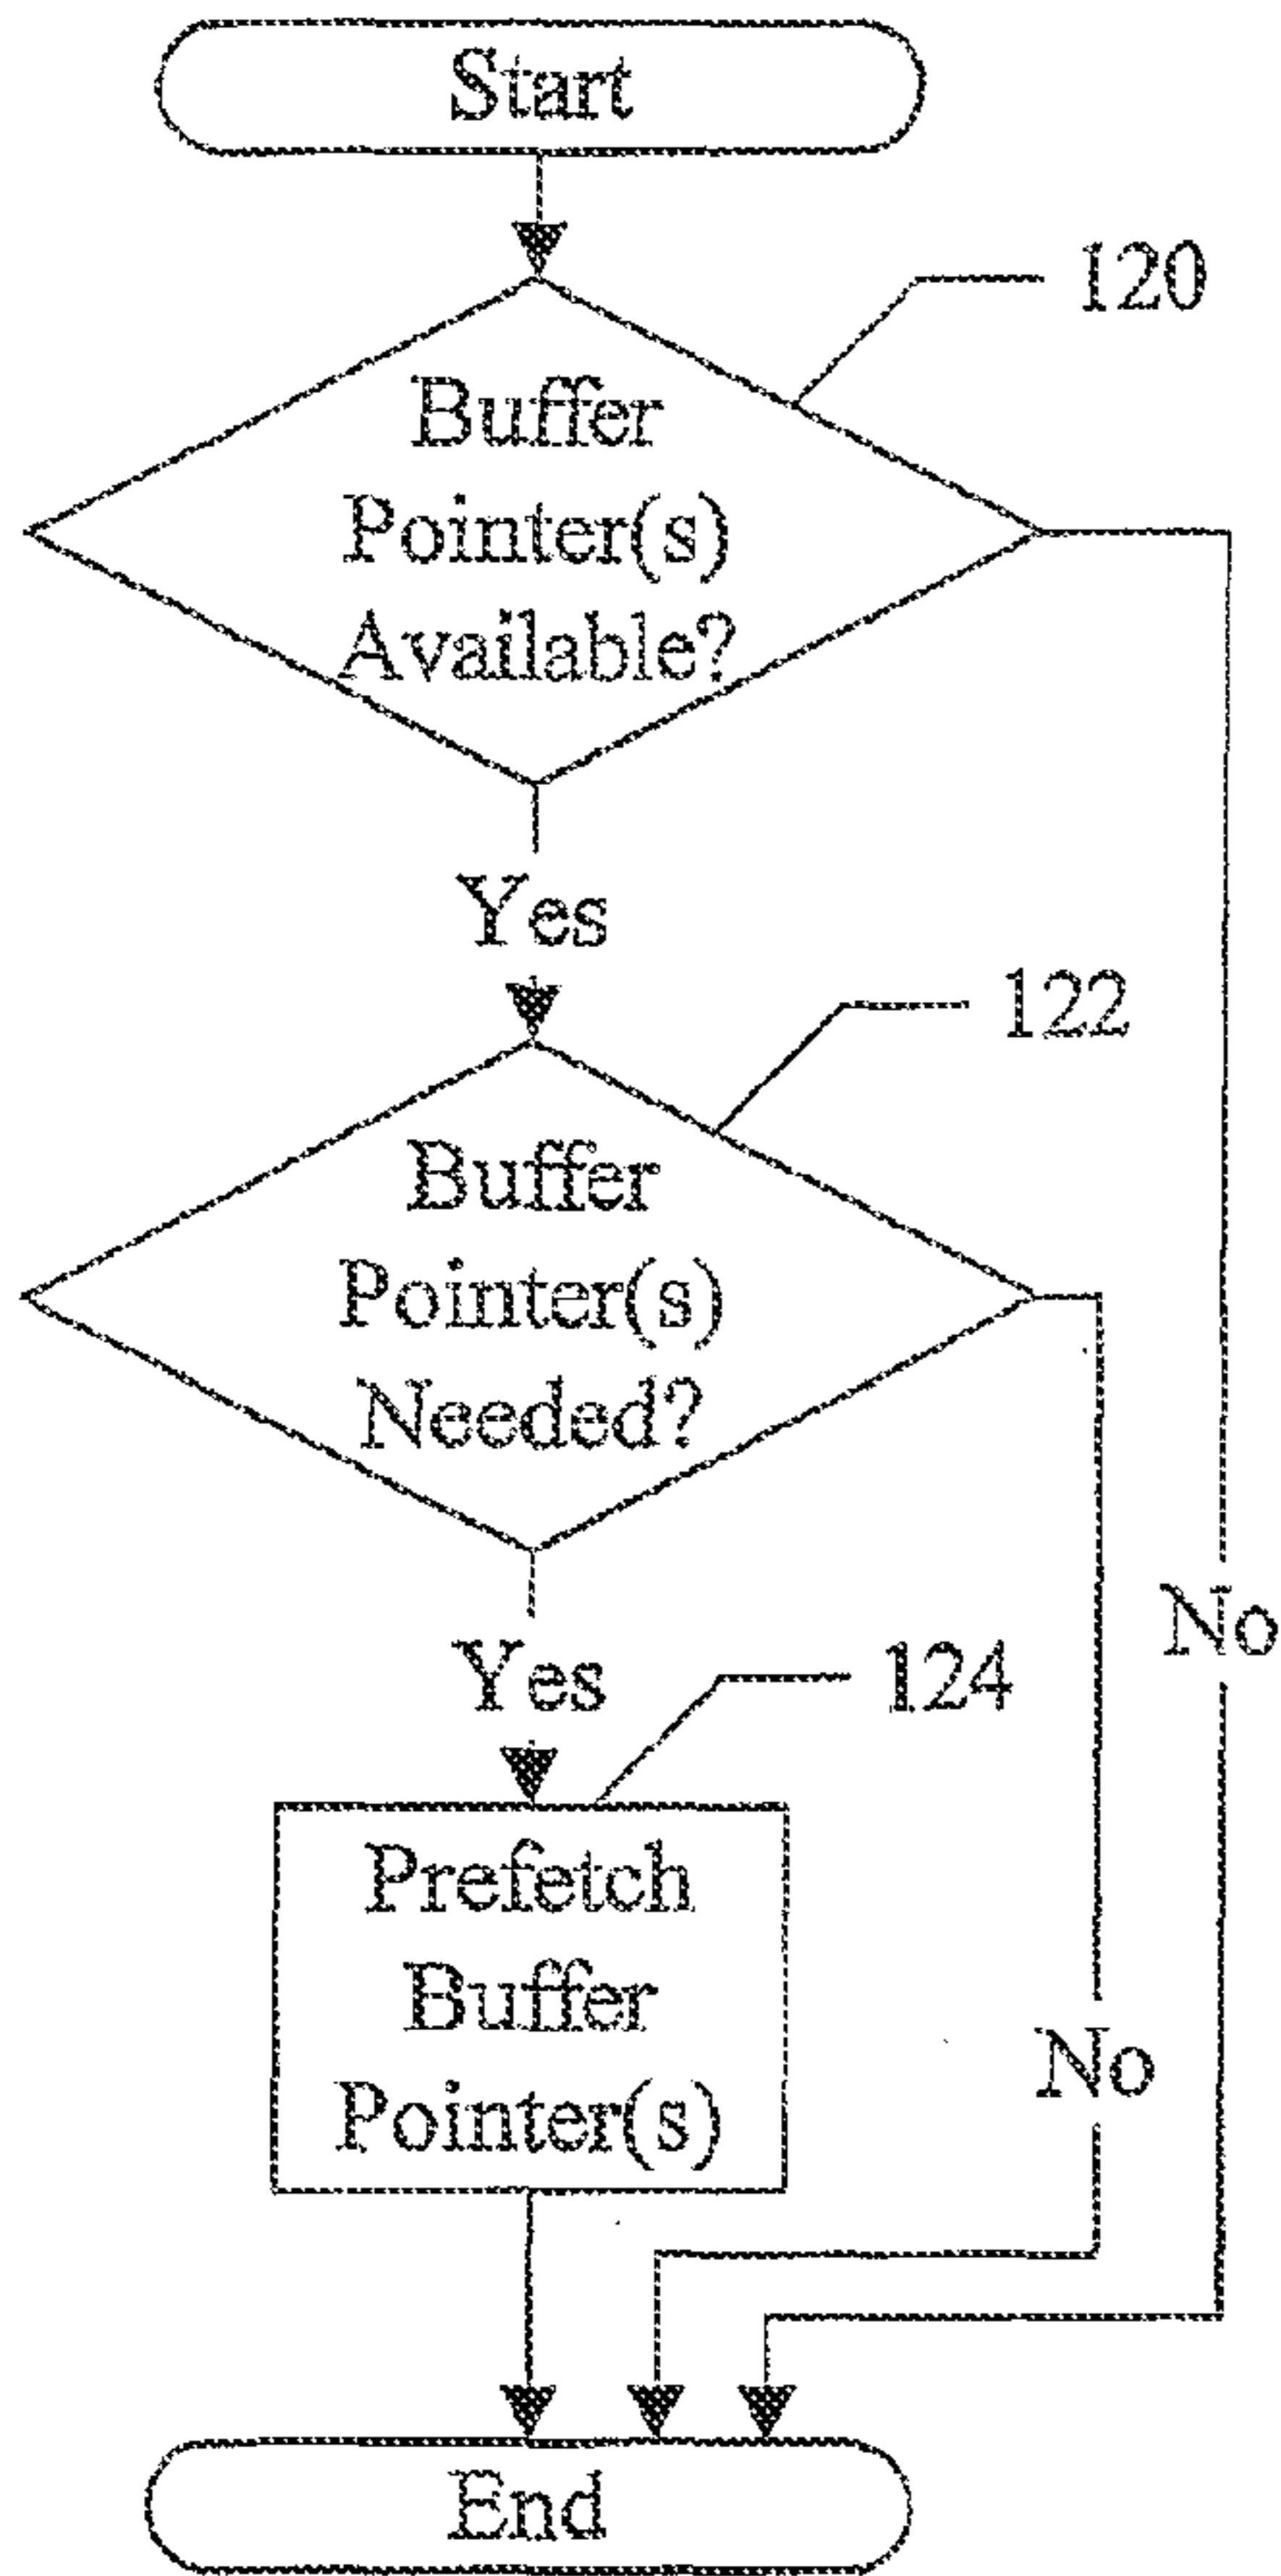 Start
120
Buffer
Pointer(s)
Available?
Yes
122
Buffer
Pointer(s)
Needed?
No
Yes
124
Prefetch
Buffer
Pointer(s)
No
End